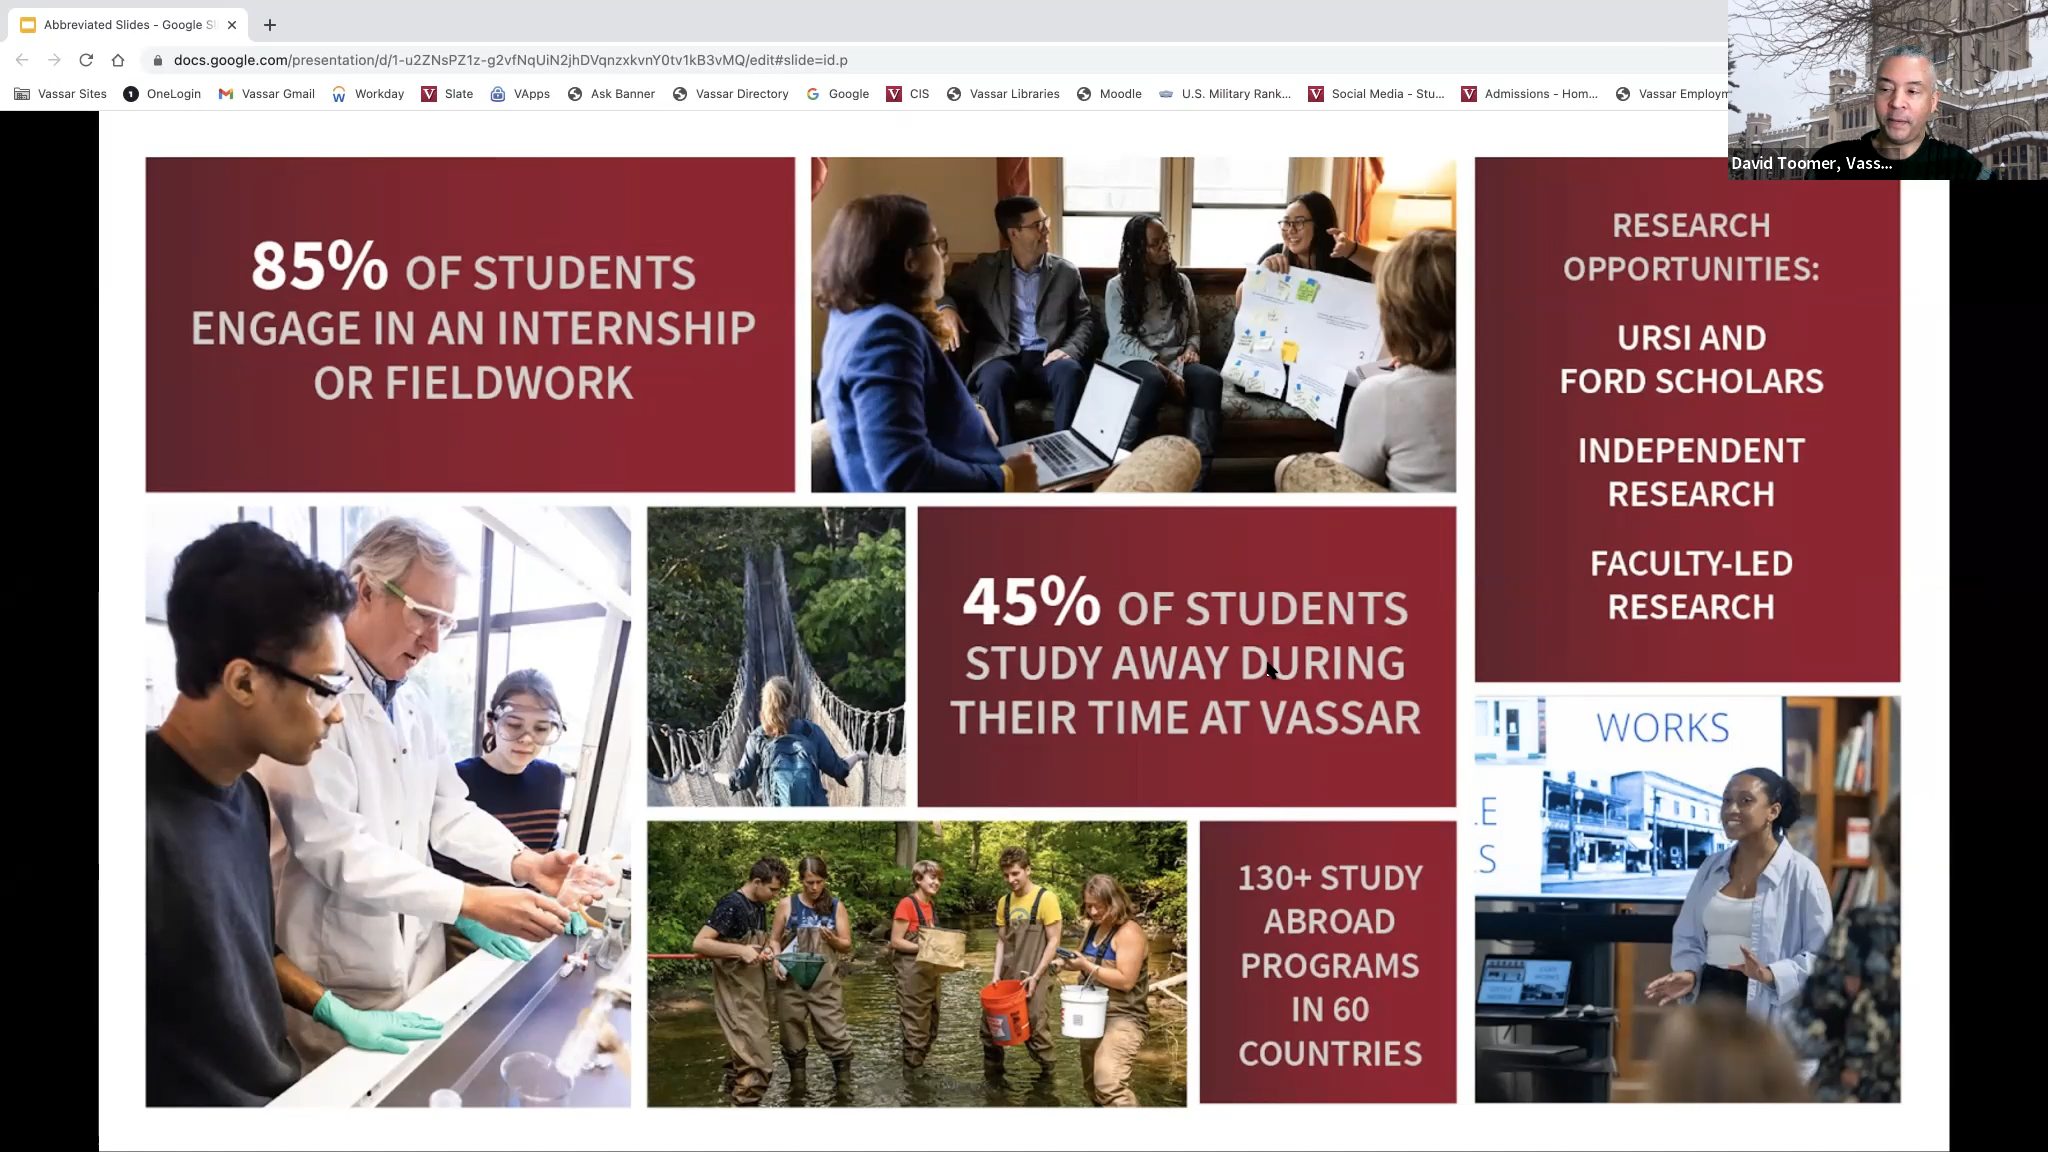 Abbreviated Slides - Google S
docs.google.com/presentation/d/1-u2ZNsPZ1z-g2vfNqUiN2jhDVqnzxkvnY0tv1kB3vMQ/edit#slide=id.p
Vassar Sites OneLogin Vassar Gmail Workday Slate VApps Ask Banner Vassar Directory Google CIS Vassar Libraries Moodle U.S. Military Rank... Social Media - Stu... Admissions - Hom... Vassar Employm
David Toomer, Vass...
85% OF STUDENTS
ENGAGE IN AN INTERNSHIP
OR FIELDWORK
RESEARCH
OPPORTUNITIES:
URSI AND
FORD SCHOLARS
INDEPENDENT
RESEARCH
FACULTY-LED
RESEARCH
45% OF STUDENTS
STUDY AWAY DURING
THEIR TIME AT VASSAR
WORKS
130+ STUDY
ABROAD
PROGRAMS
IN 60
COUNTRIES